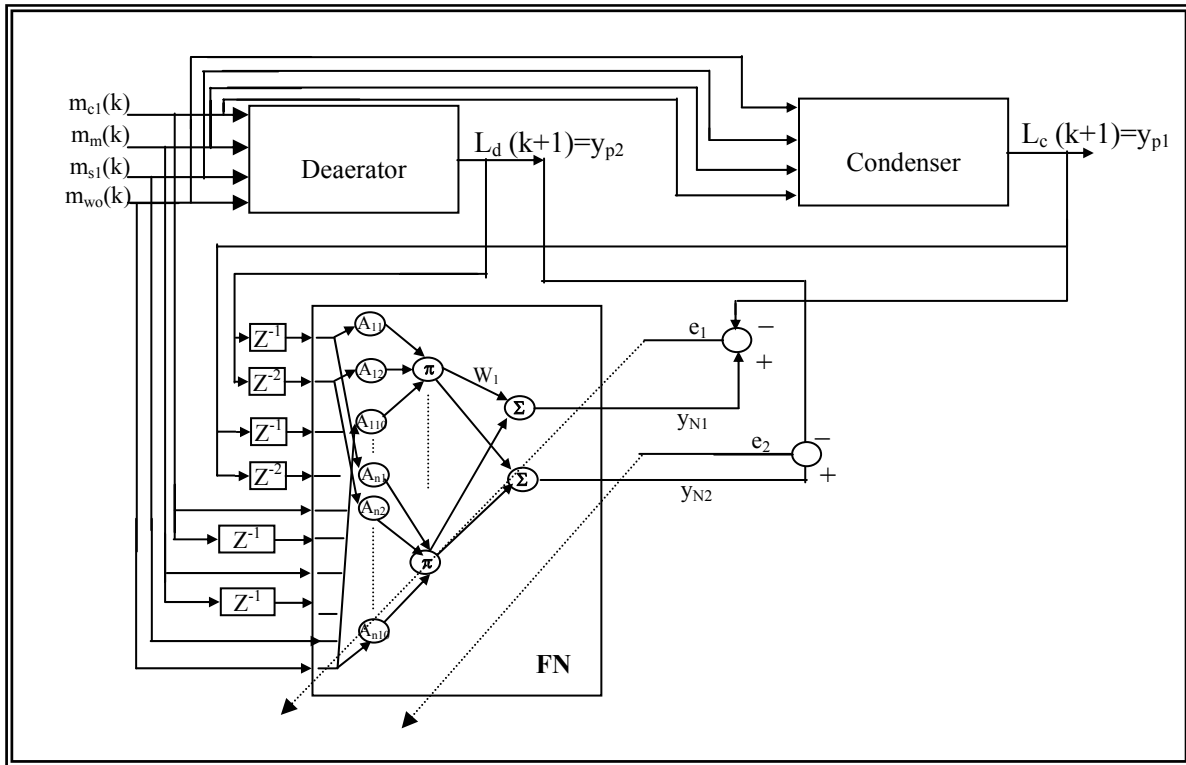 m_c1(k)
m_m(k)
m_s1(k)
m_wo(k)
Deaerator
L_d (k+1)=y_p2
Condenser
L_c (k+1)=y_p1
Z^-1
Z^-2
Z^-1
Z^-2
Z^-1
Z^-1
A_11
A_12
A_110
A_n1
A_n2
A_n10
π
π
W_1
Σ
Σ
FN
e_1
−
+
y_N1
e_2
−
+
y_N2